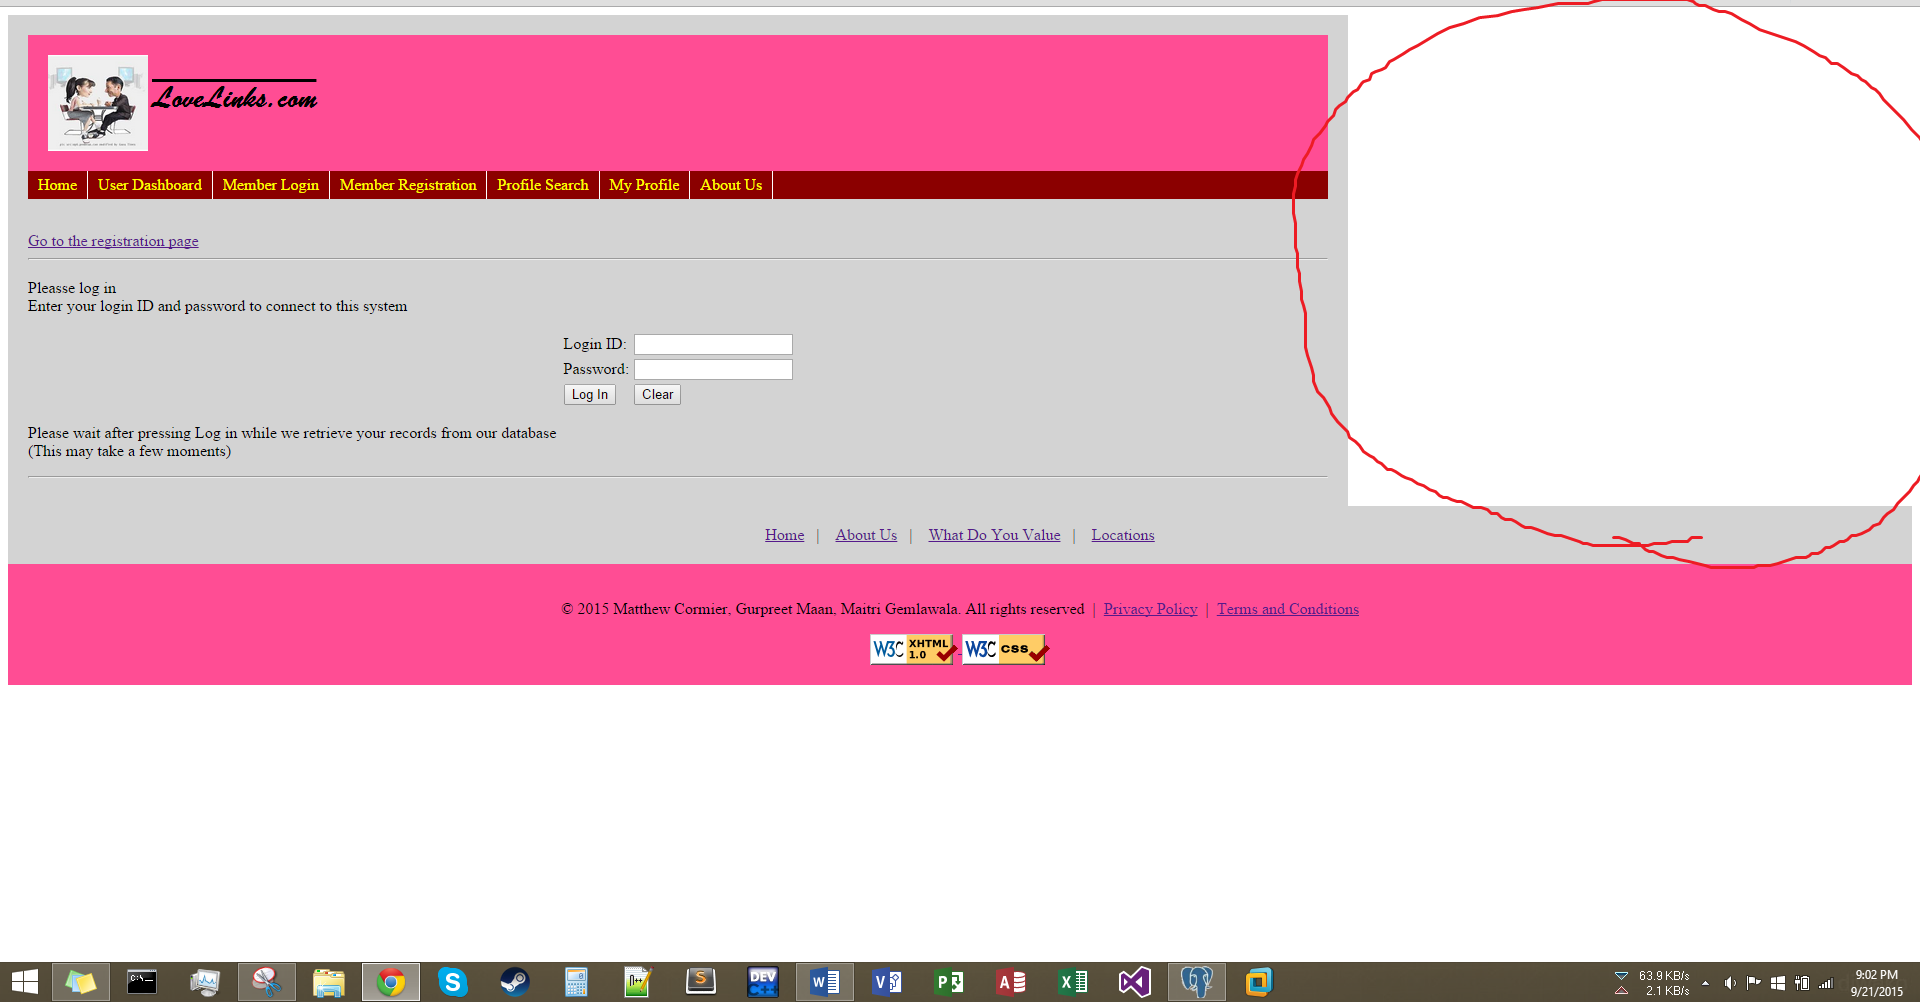 LoveLinks.com
Home User Dashboard Member Login Member Registration Profile Search My Profile About Us
Go to the registration page
Pleasse log in
Enter your login ID and password to connect to this system
Login ID:
Password:
Log In Clear
Please wait after pressing Log in while we retrieve your records from our database
(This may take a few moments)
Home | About Us | What Do You Value | Locations
© 2015 Matthew Cormier, Gurpreet Maan, Maitri Gemlawala. All rights reserved | Privacy Policy | Terms and Conditions
W3C XHTML 1.0 W3C css
63.9 KB/s
2.1 KB/s
9:02 PM
9/21/2015